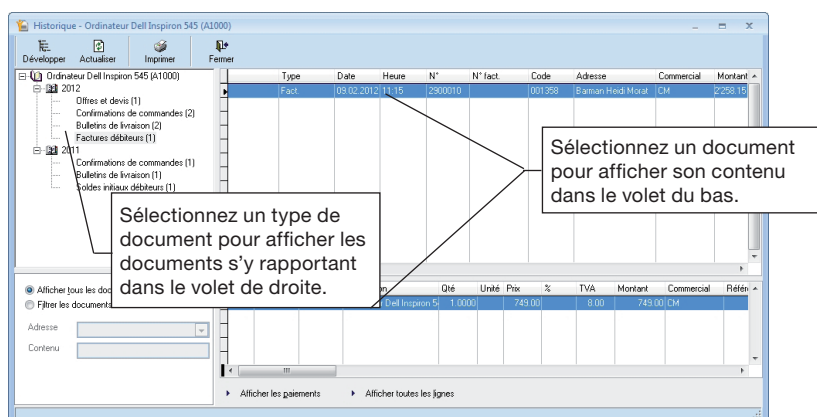 Historique - Ordinateur Dell Inspiron 545 (A1000)
Développer Actualiser Imprimer Fermer
Ordinateur Dell Inspiron 545 (A1000)
2012
Offres et devis (1)
Confirmations de commandes (2)
Bulletins de livraison (2)
Factures débiteurs (1)
2011
Confirmations de commandes (1)
Bulletins de livraison (1)
Soldes initiaux débiteurs (1)
Type Date Heure N° N° fact. Code Adresse Commercial Montant
Fact. 09.02.2012 11:15 2900010 001358 Barman Heidi Morat CM 2'258.15
Sélectionnez un document
pour afficher son contenu
dans le volet du bas.
Sélectionnez un type de
document pour afficher les
documents s'y rapportant
dans le volet de droite.
Afficher tous les
Filtrer les documents
Adresse
Contenu
Qté Unité Prix % TVA Montant Commercial
Dell Inspiron 5 1.0000 749.00 8.00 749.00 CM
Afficher les paiements Afficher toutes les lignes